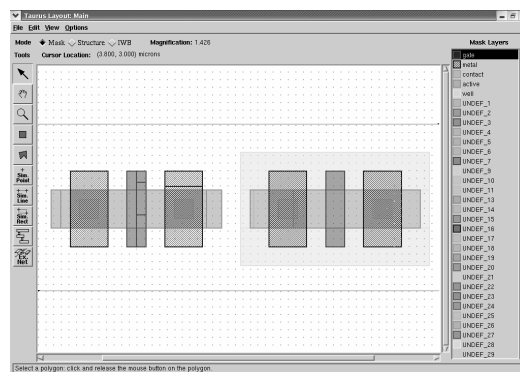 Taurus Layout: Main
File Edit View Options
Mode Mask Structure IWB Magnification: 1.426
Tools Cursor Location: (3.800, 3.000) microns
Mask Layers
gate
metal
contact
active
well
UNDEF_1
UNDEF_2
UNDEF_3
UNDEF_4
UNDEF_5
UNDEF_6
UNDEF_7
UNDEF_9
UNDEF_10
UNDEF_11
UNDEF_13
UNDEF_14
UNDEF_15
UNDEF_16
UNDEF_17
UNDEF_18
UNDEF_19
UNDEF_20
UNDEF_21
UNDEF_22
UNDEF_23
UNDEF_24
UNDEF_25
UNDEF_26
UNDEF_27
UNDEF_28
UNDEF_29
Sim.
Point
Sim.
Line
Sim.
Rect
Ex.
Net
Select a polygon: click and release the mouse button on the polygon.